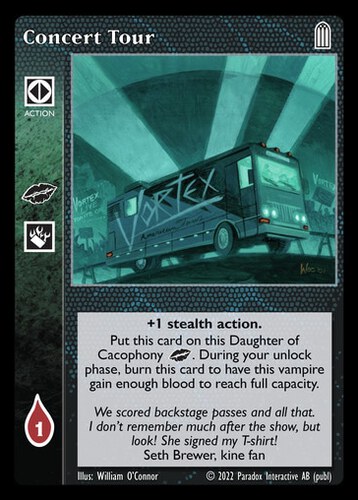 Concert Tour
ACTION
VORTEX
VORTEX
+1 stealth action.
Put this card on this Daughter of
Cacophony. During your unlock
phase, burn this card to have this vampire
gain enough blood to reach full capacity.
We scored backstage passes and all that.
I don't remember much after the show, but
look! She signed my T-shirt!
Seth Brewer, kine fan
1
Illus: William O'Connor
© 2022 Paradox Interactive AB (publ)